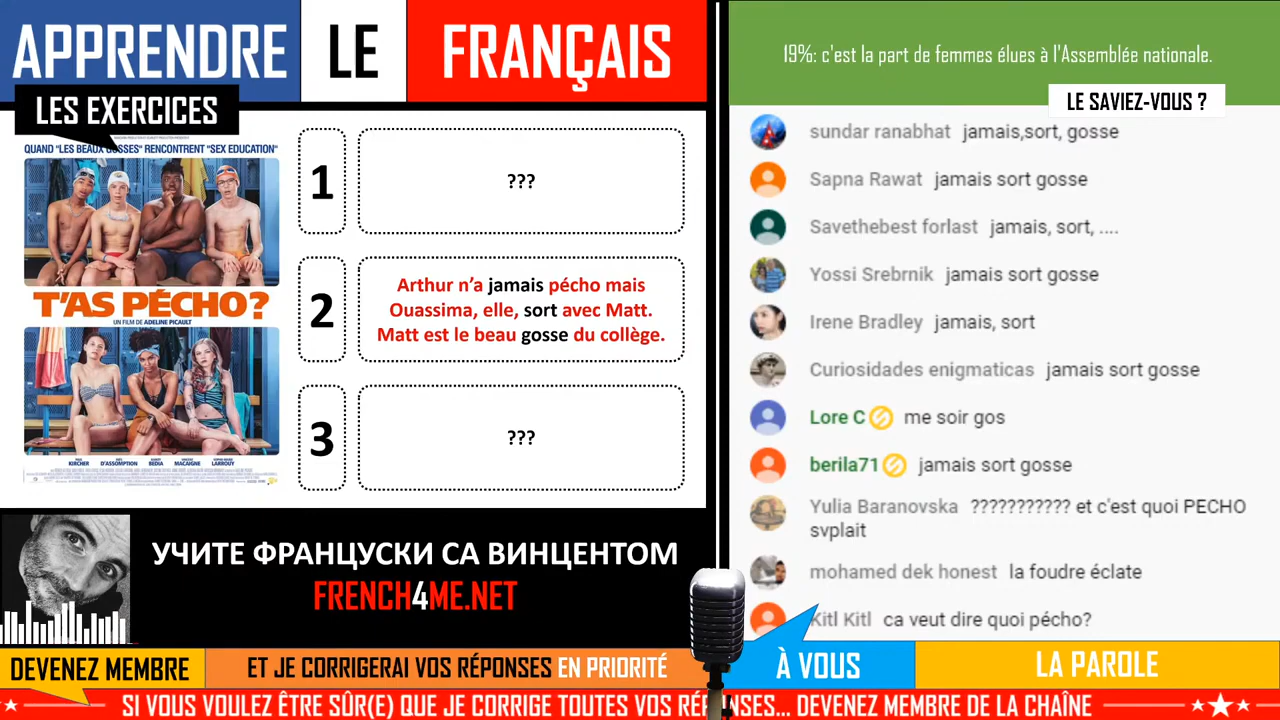 APPRENDRE LE FRANÇAIS
LES EXERCICES
QUAND "LES BEAUX GOSSES" RENCONTRENT "SEX EDUCATION"
T'AS PÉCHO?
UN FILM DE ADELINE PICAULT
KIRCHER D'ASSOMPTION BEDIA MACAIGNE LARROUY
1
???
2
Arthur n'a jamais pécho mais
Ouassima, elle, sort avec Matt.
Matt est le beau gosse du collège.
3
???
УЧИТЕ ФРАНЦУСКИ СА ВИНЦЕНТОМ
FRENCH4ME.NET
DEVENEZ MEMBRE
ET JE CORRIGERAI VOS RÉPONSES EN PRIORITÉ
19%: c'est la part de femmes élues à l'Assemblée nationale.
LE SAVIEZ-VOUS ?
sundar ranabhat jamais,sort, gosse
Sapna Rawat jamais sort gosse
Savethebest forlast jamais, sort, ....
Yossi Srebrnik jamais sort gosse
Irene Bradley jamais, sort
Curiosidades enigmaticas jamais sort gosse
Lore C me soir gos
berila71 jamais sort gosse
Yulia Baranovska ??????????? et c'est quoi PECHO
svplait
mohamed dek honest la foudre éclate
Kitl Kitl ca veut dire quoi pécho?
À VOUS
LA PAROLE
SI VOUS VOULEZ ÊTRE SÛR(E) QUE JE CORRIGE TOUTES VOS RÉPONSES... DEVENEZ MEMBRE DE LA CHAÎNE